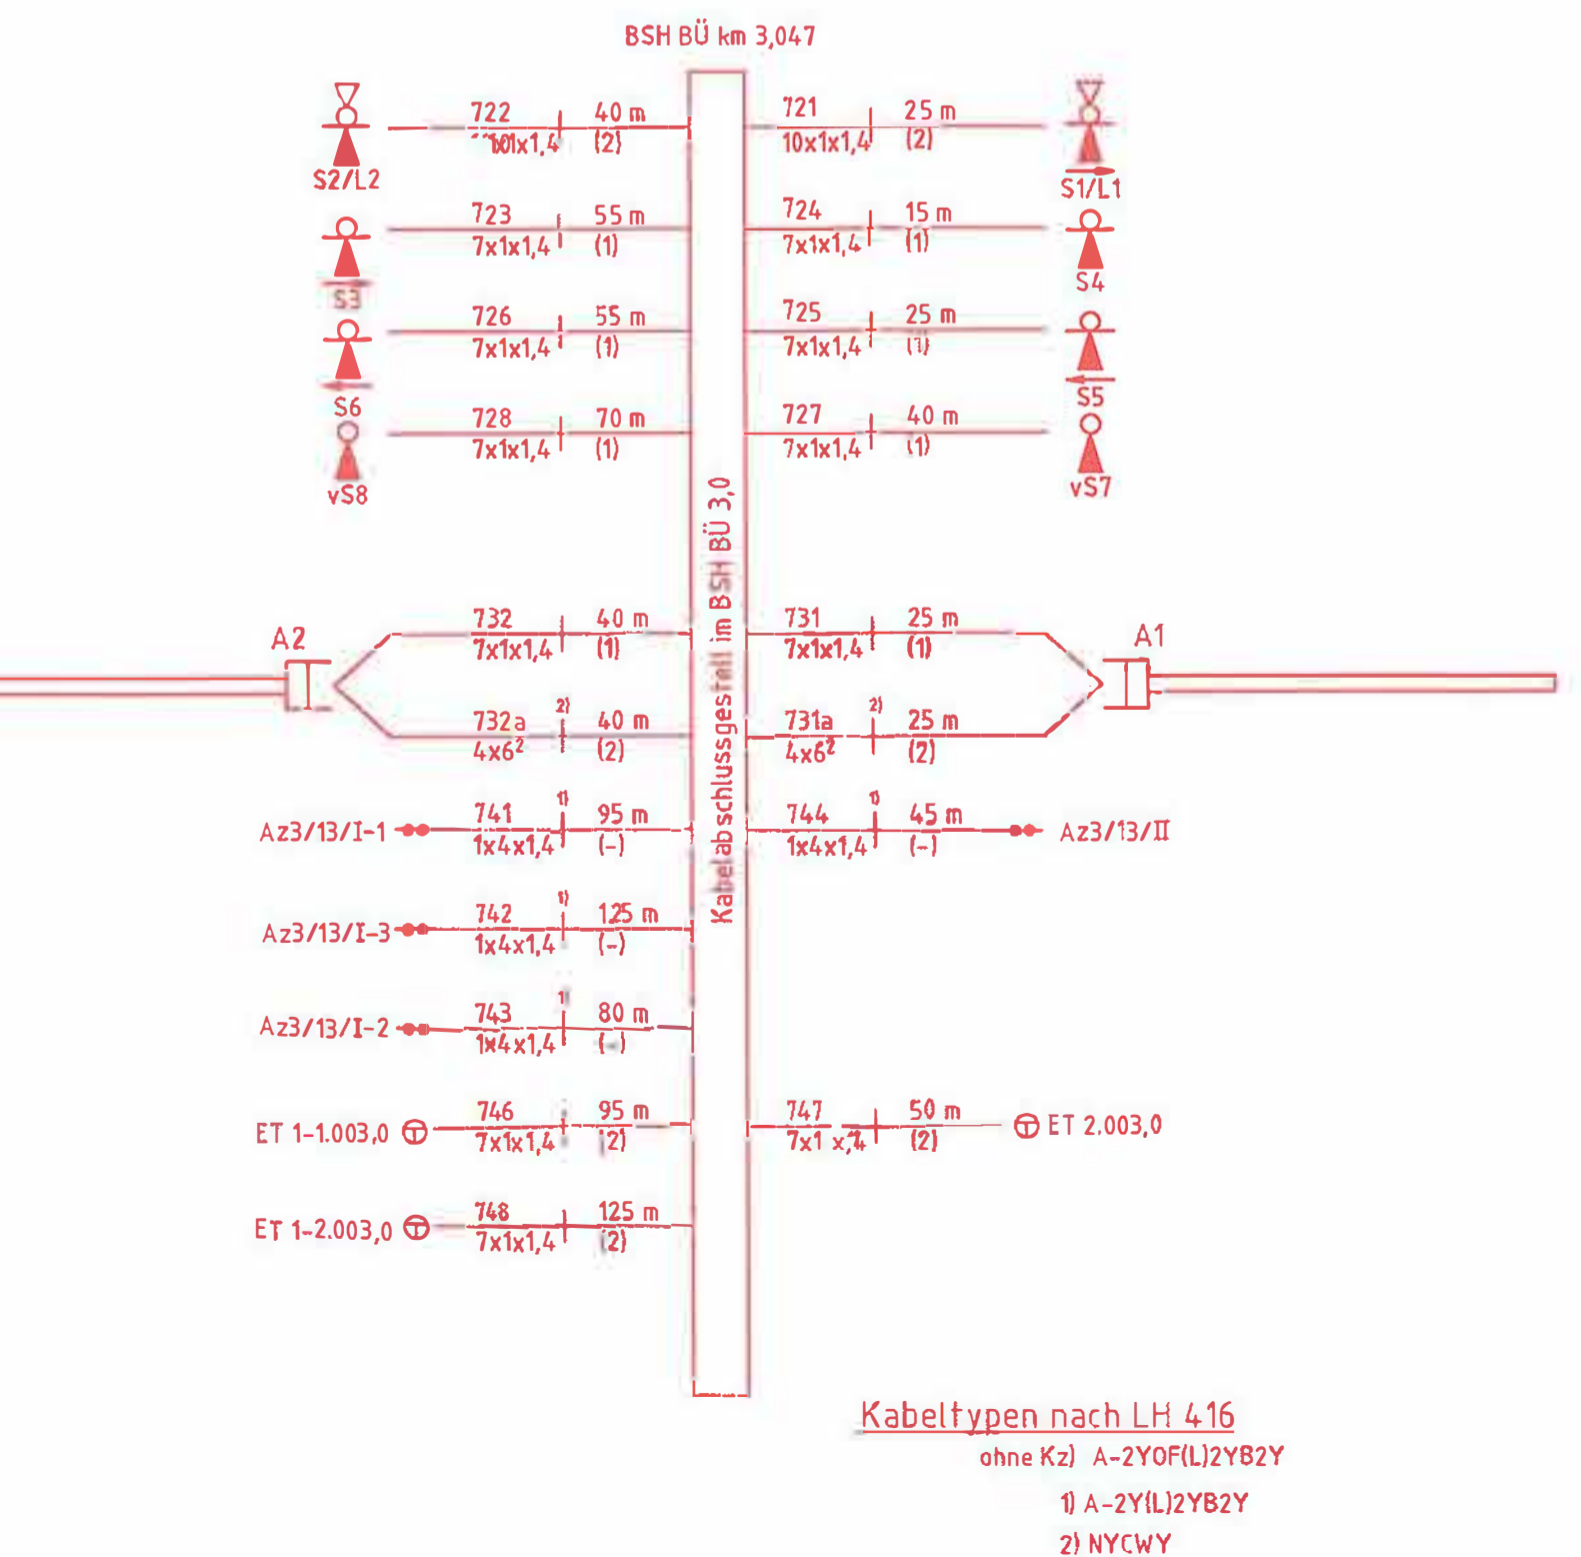 BSH BÜ km 3,047
722 40 m
(2)
S2/L2
721 25 m
10x1x1,4 (2)
S1/L1
723 55 m
7x1x1,4 (1)
S3
724 15 m
7x1x1,4 (1)
S4
726 55 m
7x1x1,4 (1)
S6
725 25 m
7x1x1,4 (1)
S5
728 70 m
7x1x1,4 (1)
vS8
727 40 m
7x1x1,4 (1)
vS7
Kabelabschlussgestell im BSH BÜ 3,0
A2
732 40 m
7x1x1,4 (1)
2)
732a 40 m
4x6² (2)
731 25 m
7x1x1,4 (1)
A1
2)
731a 25 m
4x6² (2)
1)
Az3/13/I-1 741 95 m
1x4x1,4 (-)
1)
744 45 m Az3/13/II
1x4x1,4 (-)
1)
Az3/13/I-3 742 125 m
1x4x1,4 (-)
Az3/13/I-2 743 80 m
1x4x1,4 (-)
ET 1-1.003,0 746 95 m
7x1x1,4 (2)
747 50 m ET 2.003,0
(2)
ET 1-2.003,0 748 125 m
7x1x1,4 (2)
Kabeltypen nach LH 416
ohne Kz) A-2YOF(L)2YB2Y
1) A-2Y(L)2YB2Y
2) NYCWY